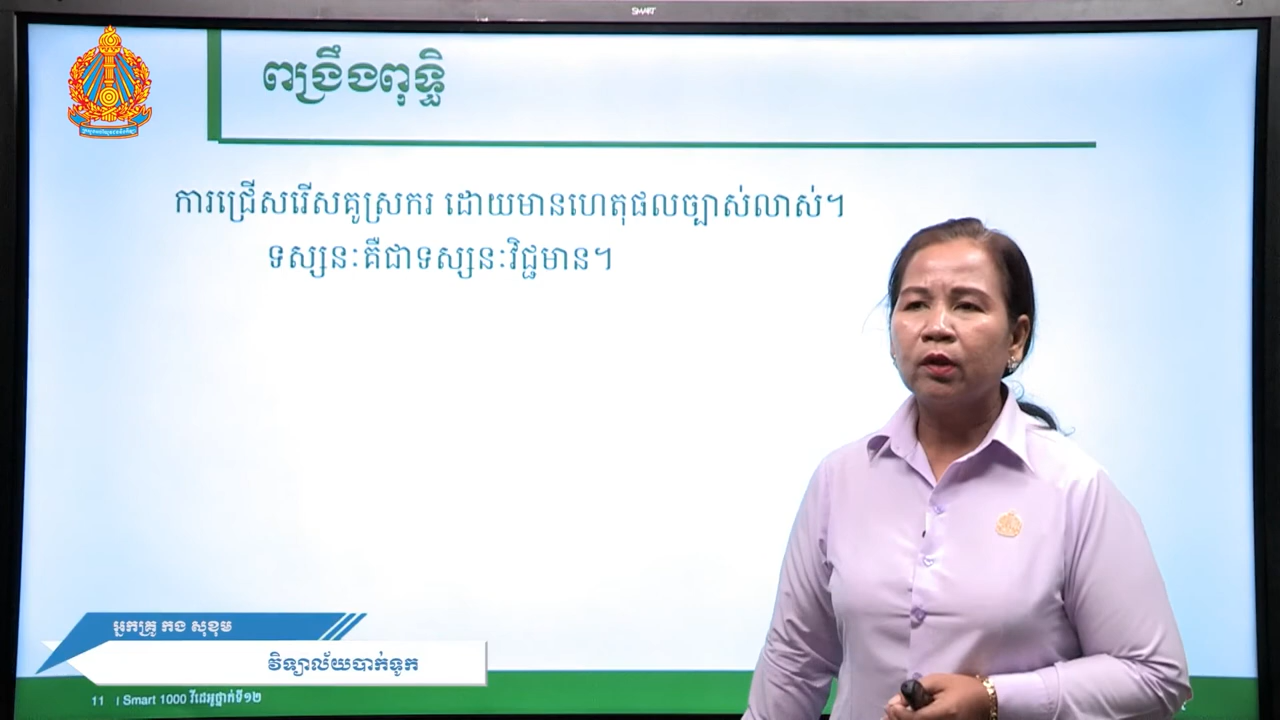 SMART
ពង្រឹងពុទ្ធិ
ការជ្រើសរើសគូស្រករ ដោយមានហេតុផលច្បាស់លាស់។
ទស្សនៈគឺជាទស្សនៈវិជ្ជមាន។
អ្នកគ្រូ កង សុខុម
វិទ្យាល័យបាក់ទូក
11 | Smart 1000 វីដេអូថ្នាក់ទី១២